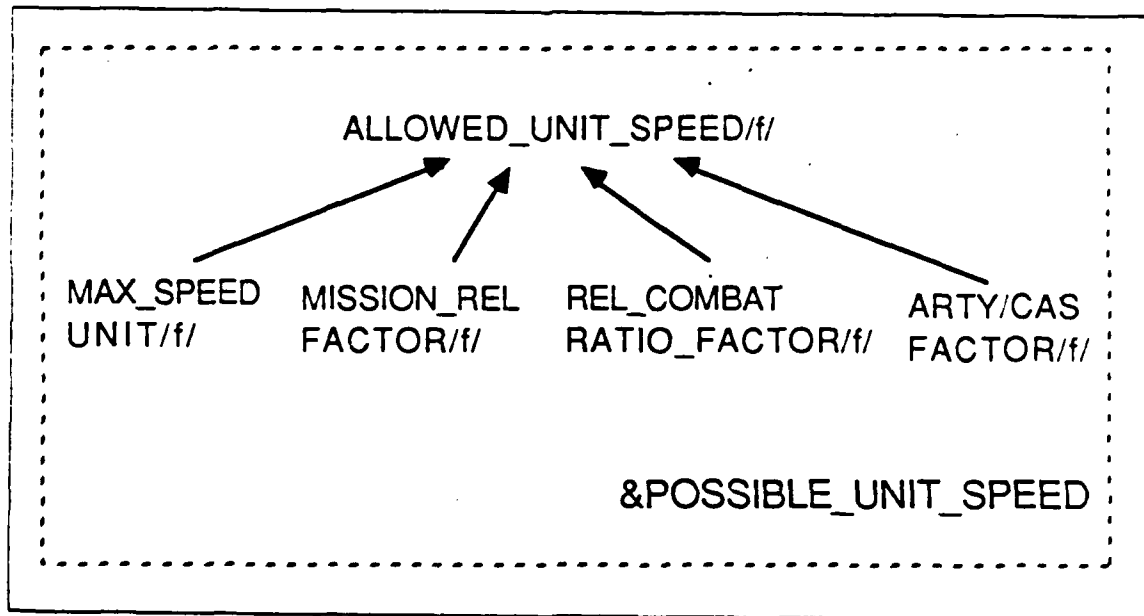 ALLOWED_UNIT_SPEED/f/
MAX_SPEED
UNIT/f/
MISSION_REL
FACTOR/f/
REL_COMBAT
RATIO_FACTOR/f/
ARTY/CAS
FACTOR/f/
&POSSIBLE_UNIT_SPEED